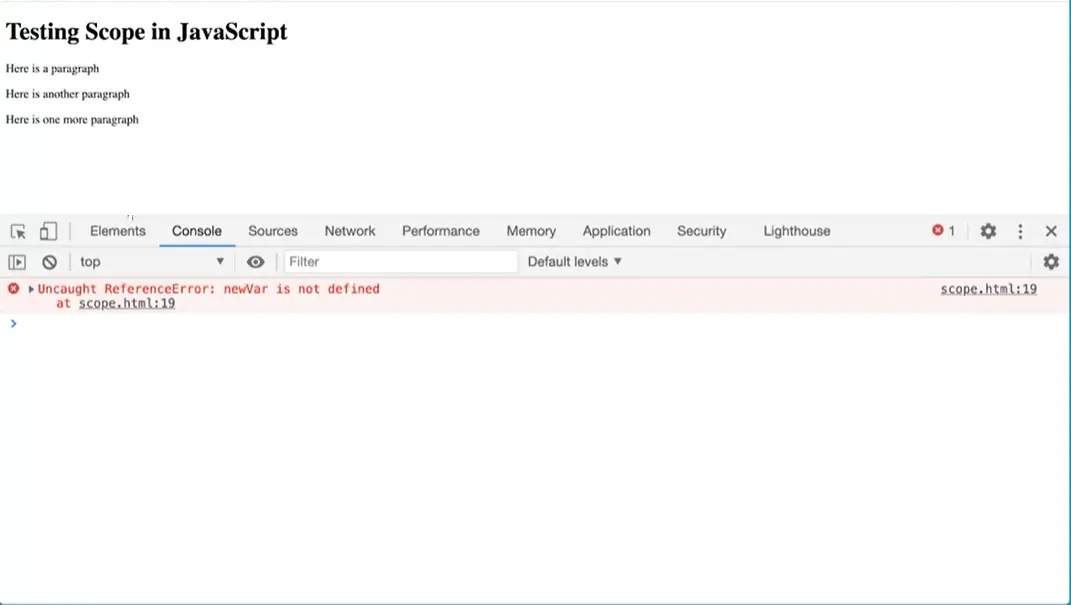 Testing Scope in JavaScript
Here is a paragraph
Here is another paragraph
Here is one more paragraph
Elements Console Sources Network Performance Memory Application Security Lighthouse 1
top Filter Default levels
Uncaught ReferenceError: newVar is not defined scope.html:19
at scope.html:19